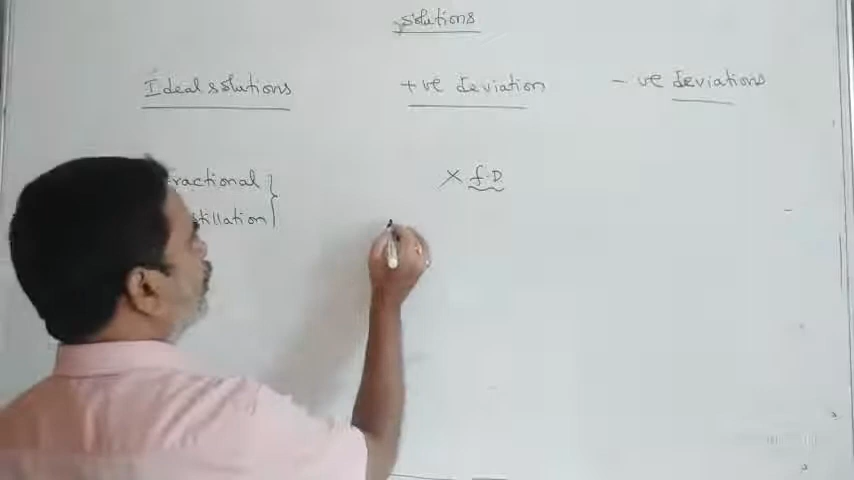 solutions
Ideal solutions
+ve deviation
- ve deviations
ractional }
stillation
X f.D